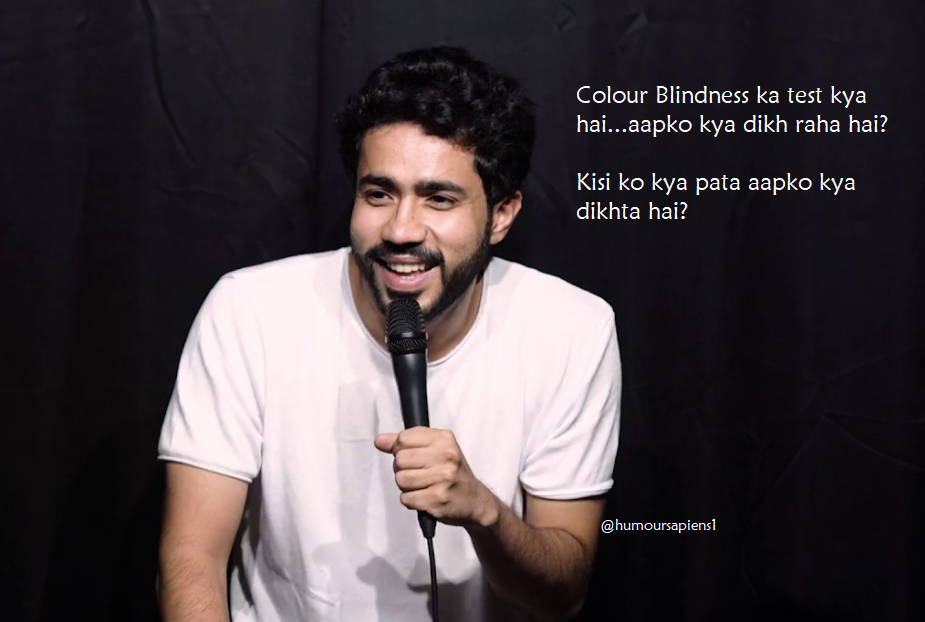 Colour Blindness ka test kya
hai...aapko kya dikh raha hai?
Kisi ko kya pata aapko kya
dikhta hai?
@humoursapiens1